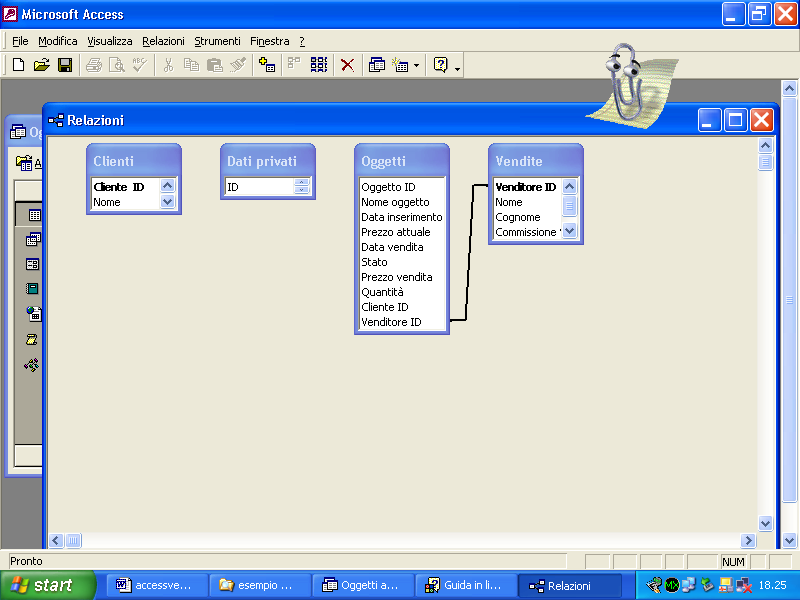 Microsoft Access
File Modifica Visualizza Relazioni Strumenti Finestra ?
Relazioni
Clienti
Cliente ID
Nome
Dati privati
ID
Oggetti
Oggetto ID
Nome oggetto
Data inserimento
Prezzo attuale
Data vendita
Stato
Prezzo vendita
Quantità
Cliente ID
Venditore ID
Vendite
Venditore ID
Nome
Cognome
Commissione
Pronto
NUM
start
accessve...
esempio ...
Oggetti a...
Guida in li...
Relazioni
18.25